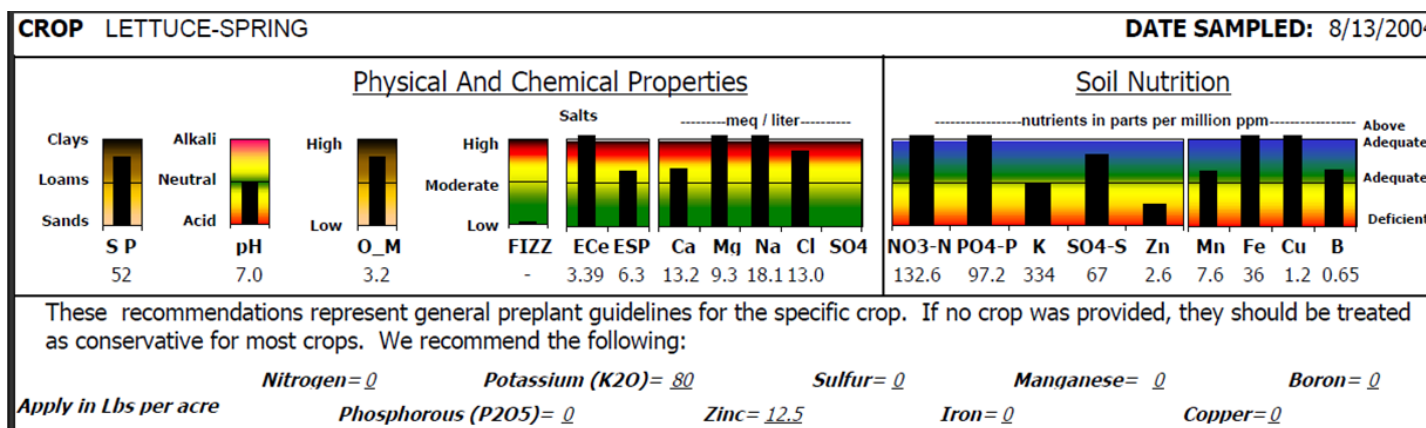 CROP LETTUCE-SPRING DATE SAMPLED: 8/13/2004
Physical And Chemical Properties Soil Nutrition
Salts --------meq / liter-------- ----------------nutrients in parts per million ppm----------------
Clays Alkali High High Above Adequate
Loams Neutral Moderate Adequate
Sands Acid Low Low Deficient
S P pH O_M FIZZ ECe ESP Ca Mg Na Cl SO4 NO3-N PO4-P K SO4-S Zn Mn Fe Cu B
52 7.0 3.2 - 3.39 6.3 13.2 9.3 18.1 13.0 132.6 97.2 334 67 2.6 7.6 36 1.2 0.65
These recommendations represent general preplant guidelines for the specific crop. If no crop was provided, they should be treated
as conservative for most crops. We recommend the following:
Nitrogen= 0 Potassium (K2O)= 80 Sulfur= 0 Manganese= 0 Boron= 0
Apply in Lbs per acre
Phosphorous (P2O5)= 0 Zinc= 12.5 Iron= 0 Copper= 0